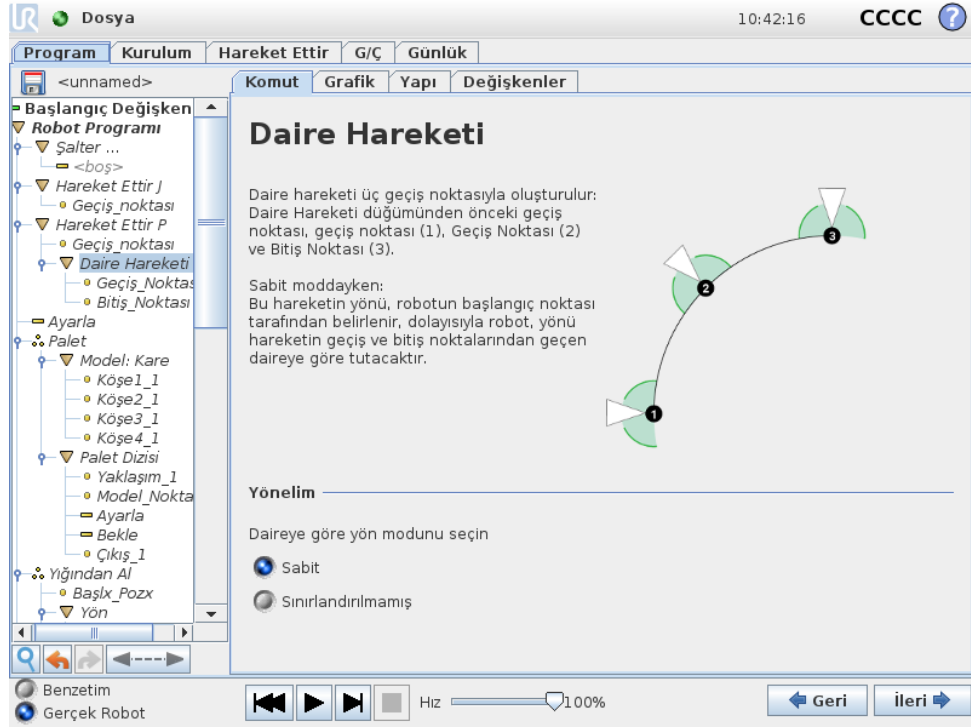 UR Dosya 10:42:16 CCCC ?
Program Kurulum Hareket Ettir G/Ç Günlük
<unnamed>
Komut Grafik Yapı Değişkenler
Başlangıç Değişken
Robot Programı
Şalter ...
<boş>
Hareket Ettir J
Geçiş_noktası
Hareket Ettir P
Geçiş_noktası
Daire Hareketi
Geçiş_Noktas
Bitiş_Noktası
Ayarla
Palet
Model: Kare
Köşe1_1
Köşe2_1
Köşe3_1
Köşe4_1
Palet Dizisi
Yaklaşım_1
Model_Nokta
Ayarla
Bekle
Çıkış_1
Yığından Al
Başlx_Pozx
Yön
Daire Hareketi
Daire hareketi üç geçiş noktasıyla oluşturulur:
Daire Hareketi düğümünden önceki geçiş
noktası, geçiş noktası (1), Geçiş Noktası (2)
ve Bitiş Noktası (3).
Sabit moddayken:
Bu hareketin yönü, robotun başlangıç noktası
tarafından belirlenir, dolayısıyla robot, yönü
hareketin geçiş ve bitiş noktalarından geçen
daireye göre tutacaktır.
3
2
1
Yönelim
Daireye göre yön modunu seçin
Sabit
Sınırlandırılmamış
Benzetim
Gerçek Robot
Hız 100%
Geri İleri